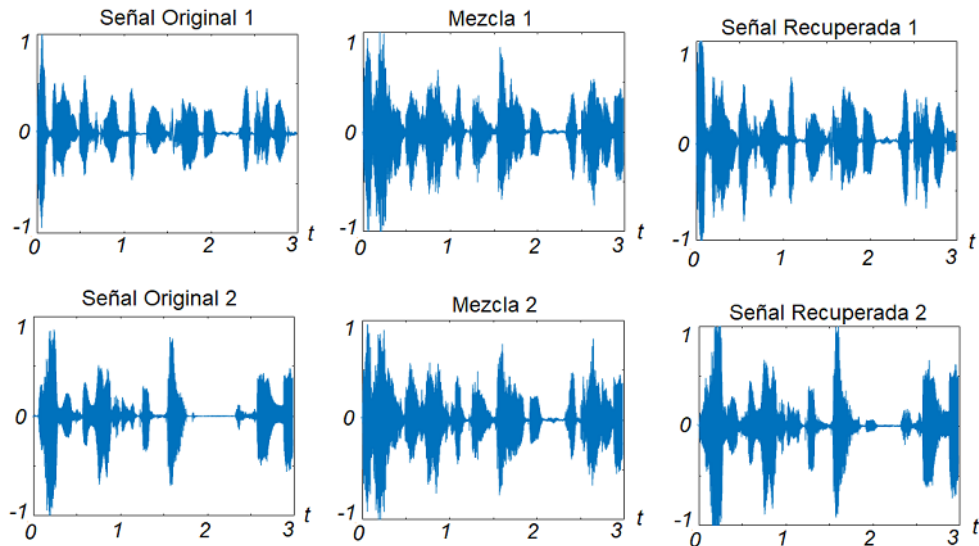 Señal Original 1
1
0
-1
0 1 2 3 t
Mezcla 1
1
0
-1
0 1 2 3 t
Señal Recuperada 1
1
0
-1
0 1 2 3 t
Señal Original 2
1
0
-1
0 1 2 3 t
Mezcla 2
1
0
-1
0 1 2 3 t
Señal Recuperada 2
1
0
-1
0 1 2 3 t